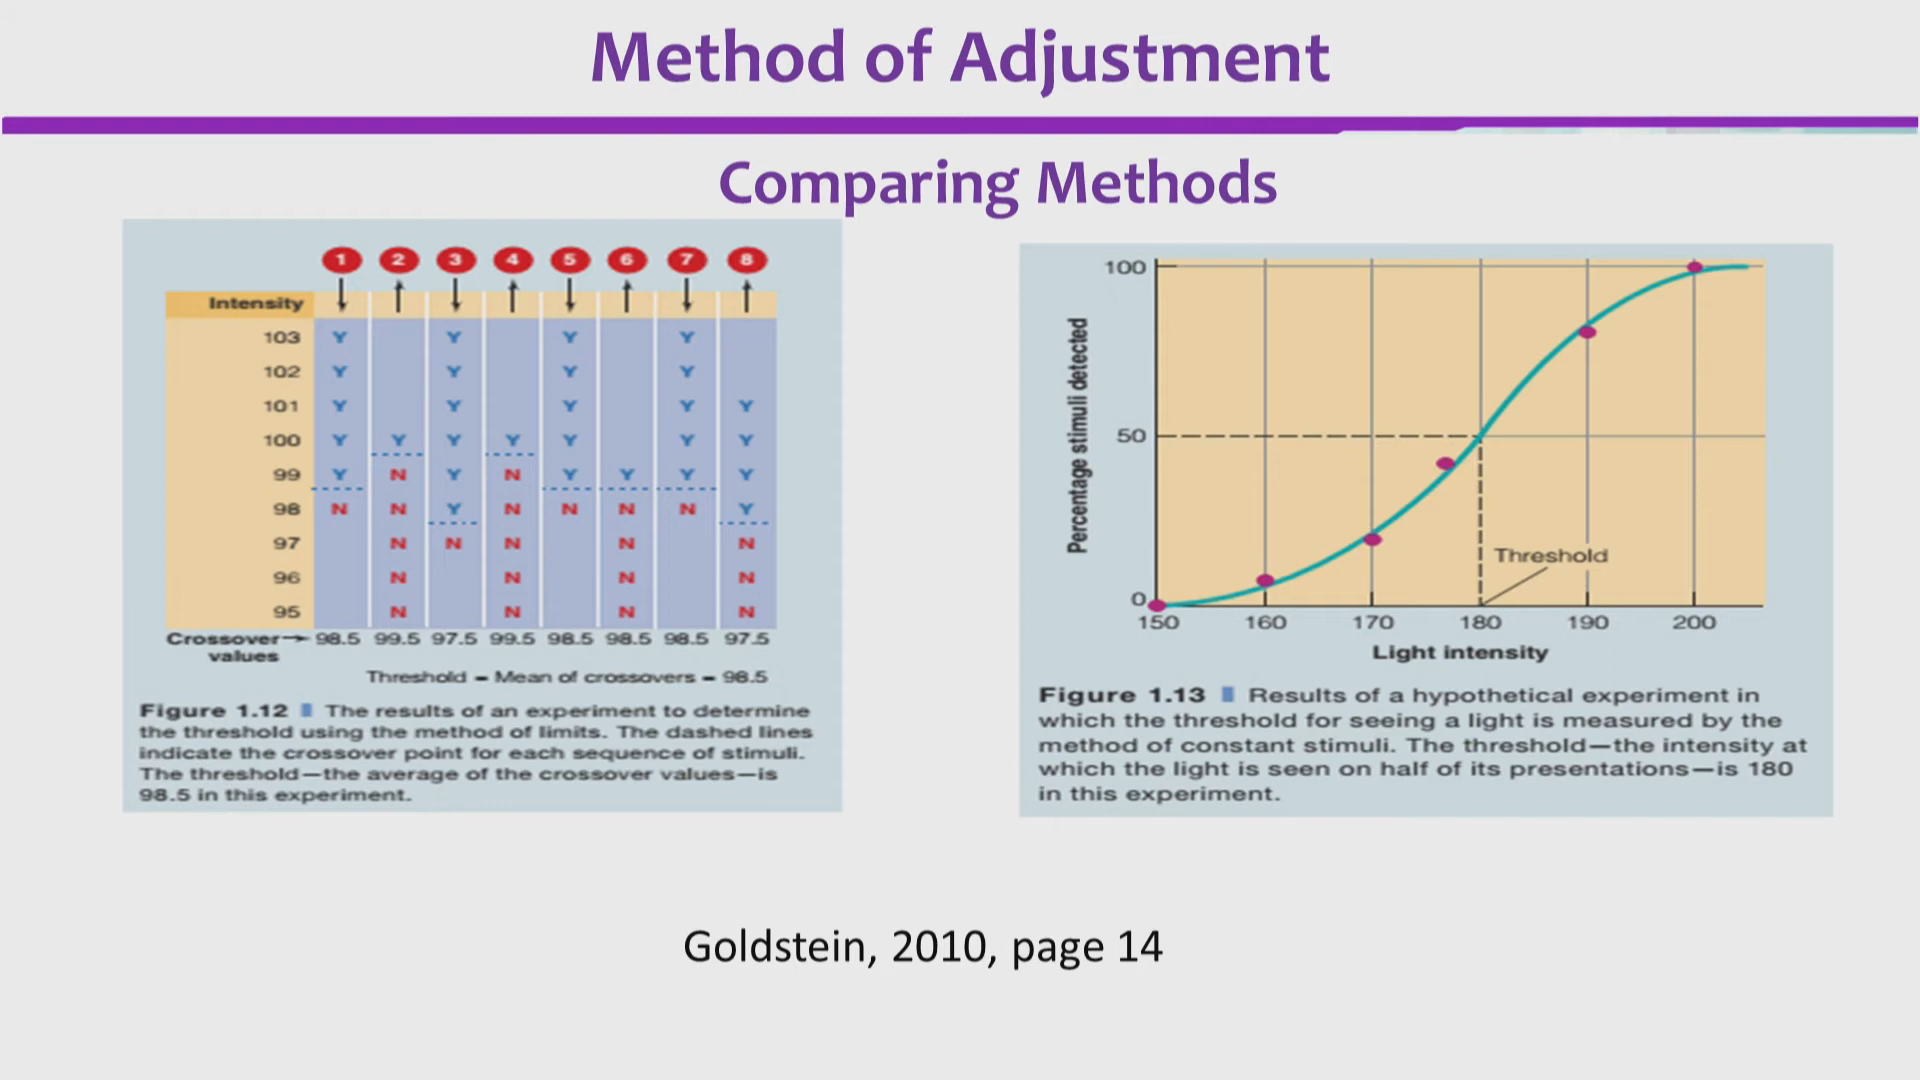 Method of Adjustment
Comparing Methods
1 2 3 4 5 6 7 8
Intensity
103 Y Y Y Y
102 Y Y Y Y
101 Y Y Y Y Y
100 Y Y Y Y Y Y Y
99 Y N Y N Y Y Y Y
98 N N Y N N N N Y
97 N N N N N
96 N N N N
95 N N N N
Crossover→ 98.5 99.5 97.5 99.5 98.5 98.5 98.5 97.5
values
Threshold = Mean of crossovers = 98.5
Figure 1.12 The results of an experiment to determine
the threshold using the method of limits. The dashed lines
indicate the crossover point for each sequence of stimuli.
The threshold—the average of the crossover values—is
98.5 in this experiment.
Percentage stimuli detected
100
50
0
Threshold
150 160 170 180 190 200
Light intensity
Figure 1.13 Results of a hypothetical experiment in
which the threshold for seeing a light is measured by the
method of constant stimuli. The threshold—the intensity at
which the light is seen on half of its presentations—is 180
in this experiment.
Goldstein, 2010, page 14